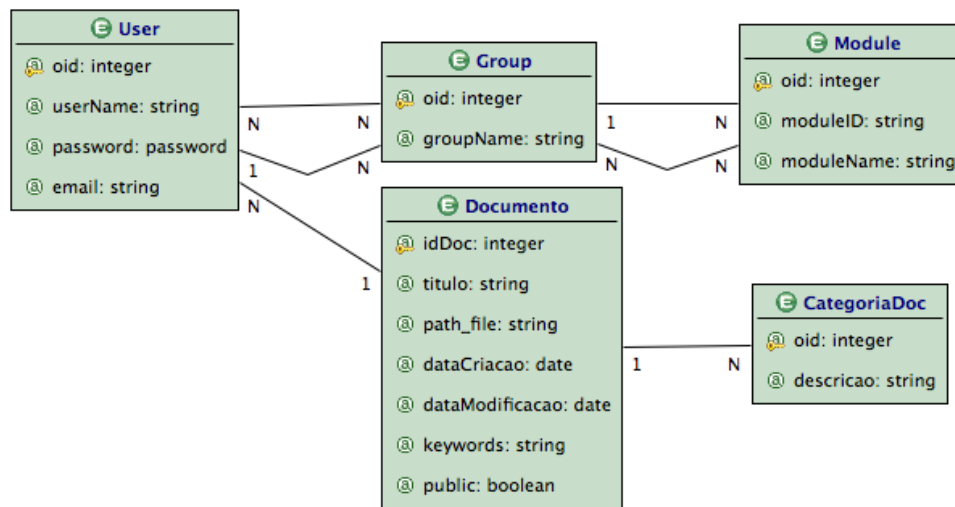 E User
@ oid: integer
@ userName: string
@ password: password
@ email: string
E Group
@ oid: integer
@ groupName: string
E Module
@ oid: integer
@ moduleID: string
@ moduleName: string
N N
1 N
1 N
N N
N
1
E Documento
@ idDoc: integer
@ titulo: string
@ path_file: string
@ dataCriacao: date
@ dataModificacao: date
@ keywords: string
@ public: boolean
1 N
E CategoriaDoc
@ oid: integer
@ descricao: string